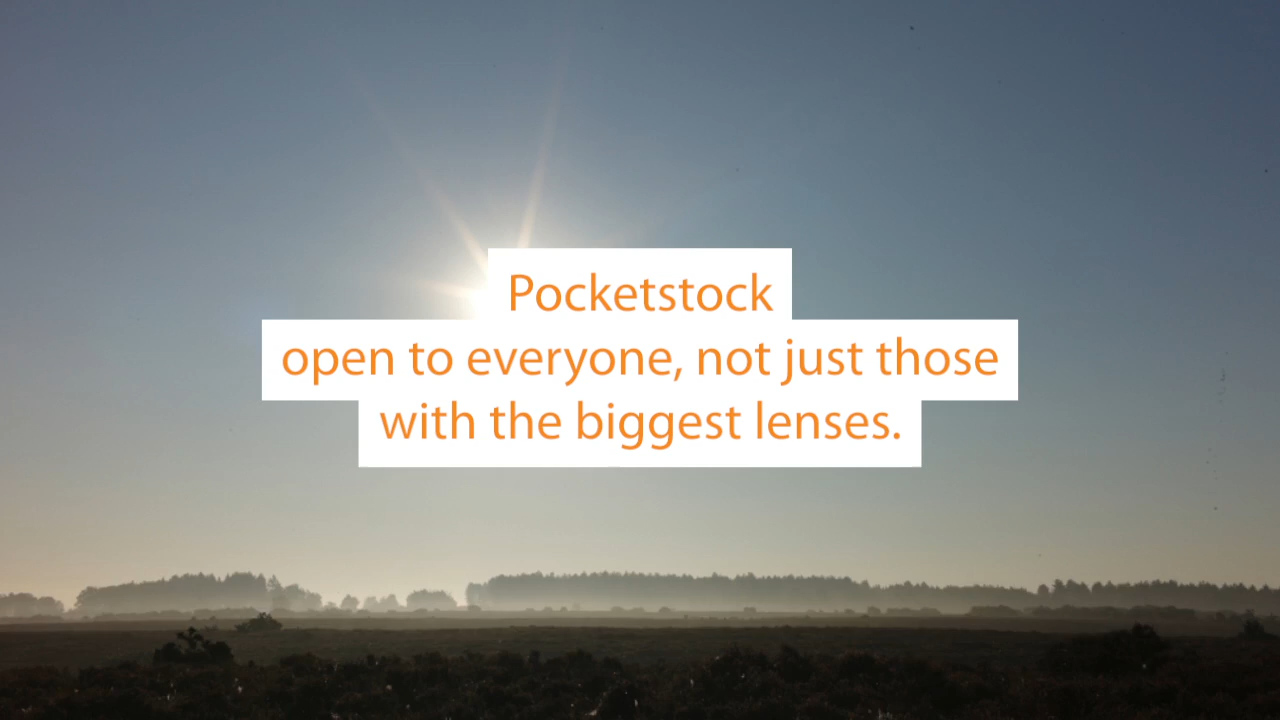 Pocketstock
open to everyone, not just those
with the biggest lenses.